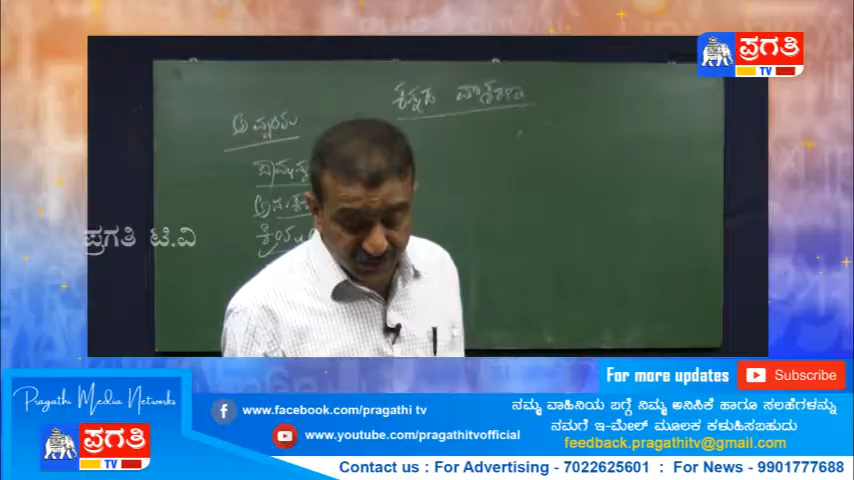 ಪ್ರಗತಿ
TV
ಕನ್ನಡ ವ್ಯಾಕರಣ
ಅವ್ಯಯ
ಪ್ರಗತಿ ಟಿ.ವಿ
For more updates
Subscribe
Pragathi Media Networks
ಪ್ರಗತಿ
TV
www.facebook.com/pragathi tv
www.youtube.com/pragathitvofficial
ನಮ್ಮ ವಾಹಿನಿಯ ಬಗ್ಗೆ ನಿಮ್ಮ ಅನಿಸಿಕೆ ಹಾಗೂ ಸಲಹೆಗಳನ್ನು
ನಮಗೆ ಇ-ಮೇಲ್ ಮೂಲಕ ಕಳುಹಿಸಬಹುದು
feedback.pragathitv@gmail.com
Contact us : For Advertising - 7022625601 : For News - 9901777688